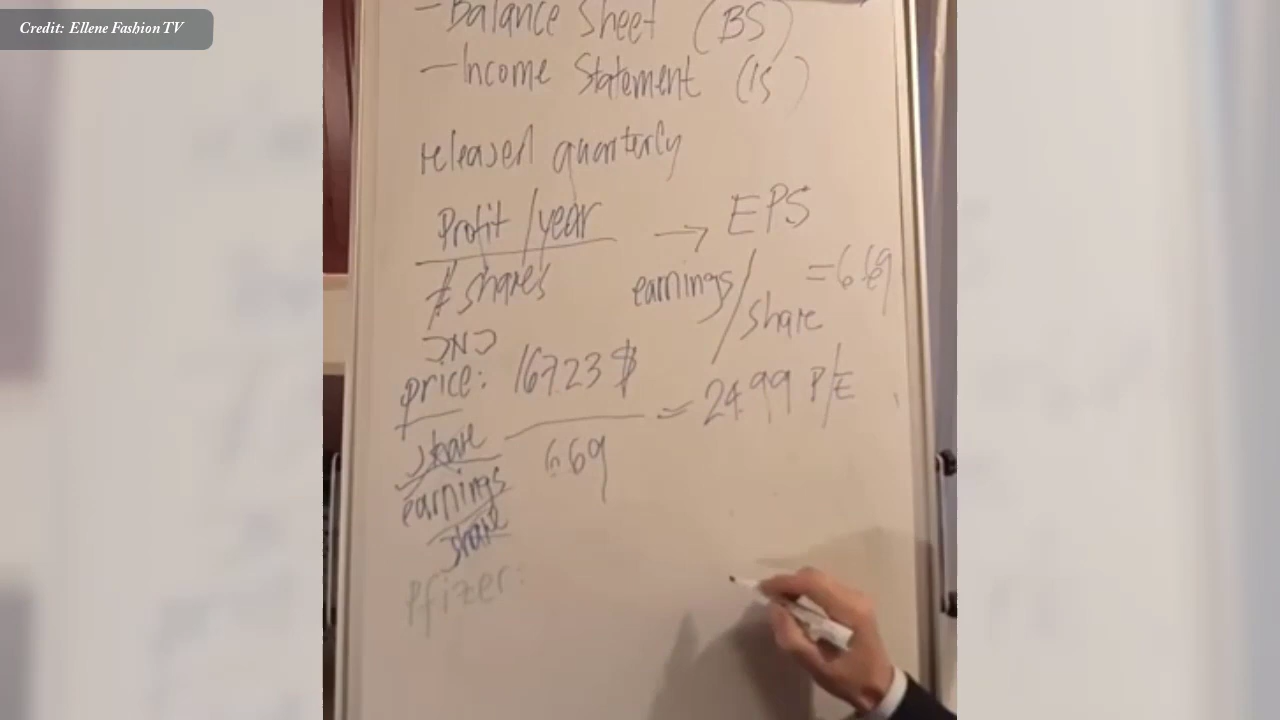 Credit: Ellene Fashion TV
- Balance Sheet (BS)
- Income Statement (IS)
released quarterly
Profit/year → EPS
# shares earnings/share = 6.69
JNJ
price: 167.23 $ = 24.99 P/E
share 6.69
earnings
share
Pfizer: